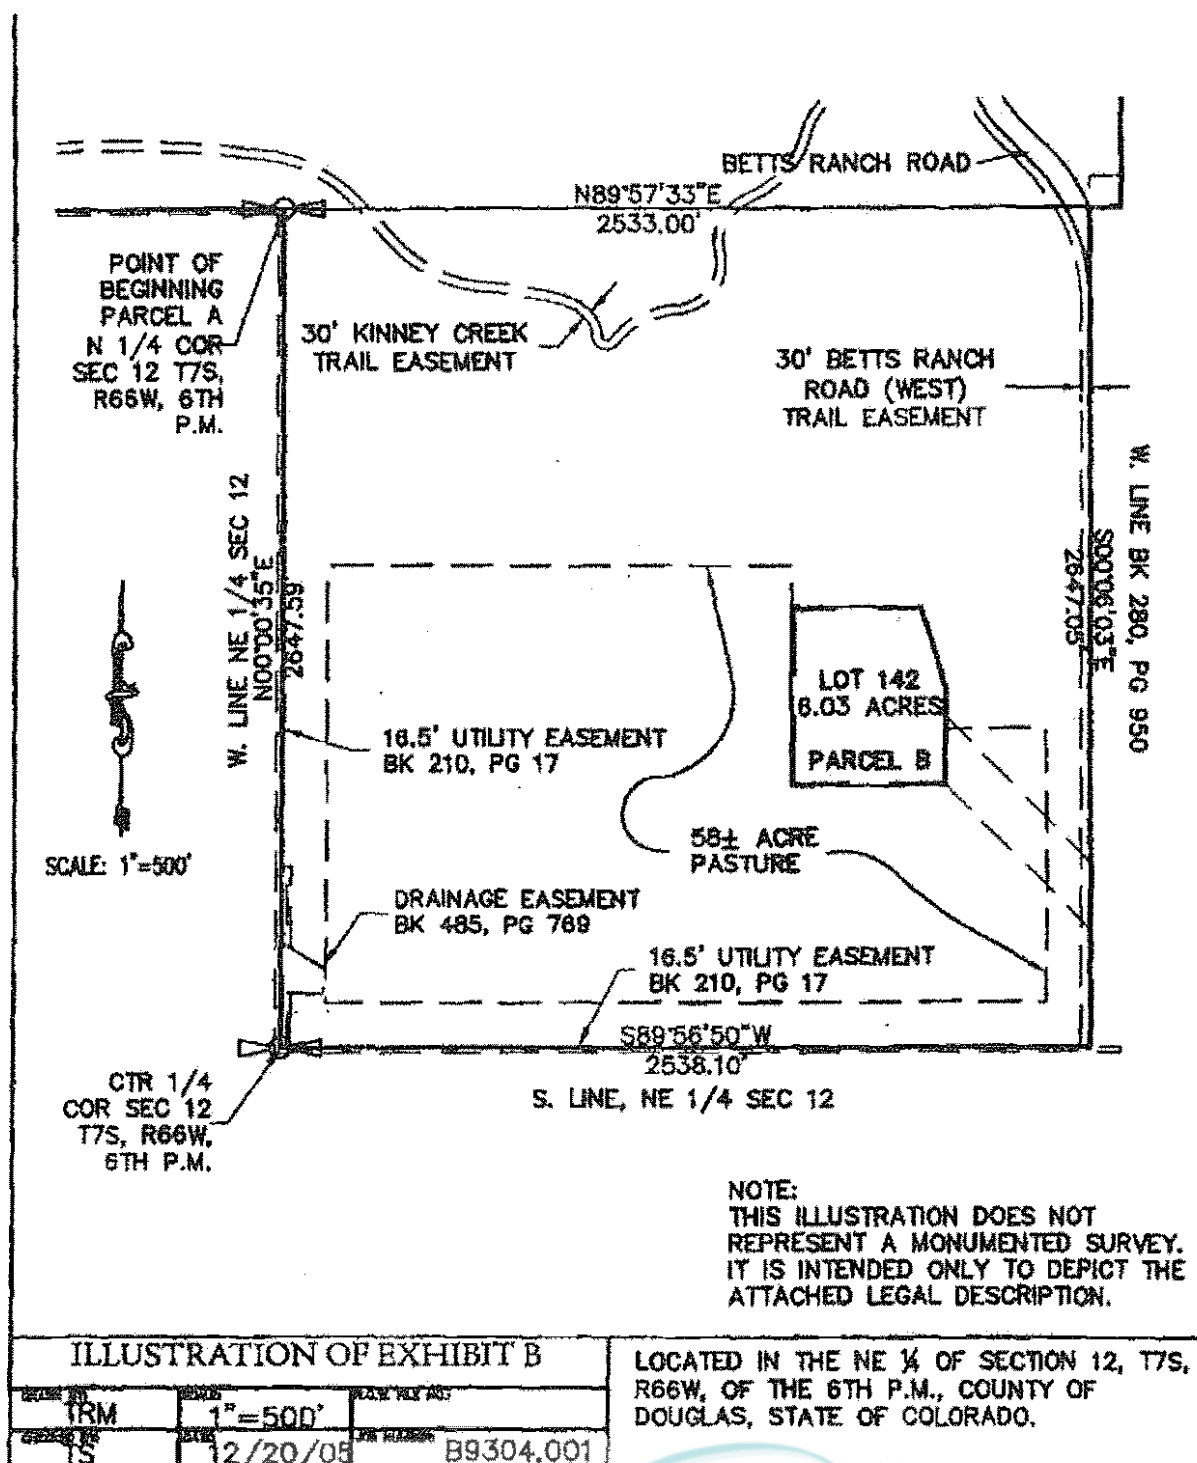 BETTS RANCH ROAD
N89°57'33"E
2533.00'
POINT OF
BEGINNING
PARCEL A
N 1/4 COR
SEC 12 T7S,
R66W, 6TH
P.M.
30' KINNEY CREEK
TRAIL EASEMENT
30' BETTS RANCH
ROAD (WEST)
TRAIL EASEMENT
W. LINE NE 1/4 SEC 12
N00°00'35"E
2647.59'
W. LINE BK 280, PG 950
S00°06'03"E
2647.05'
LOT 142
6.03 ACRES
PARCEL B
16.5' UTILITY EASEMENT
BK 210, PG 17
58± ACRE
PASTURE
SCALE: 1"=500'
DRAINAGE EASEMENT
BK 485, PG 769
16.5' UTILITY EASEMENT
BK 210, PG 17
S89°56'50"W
2538.10'
S. LINE, NE 1/4 SEC 12
CTR 1/4
COR SEC 12
T7S, R66W,
6TH P.M.
NOTE:
THIS ILLUSTRATION DOES NOT
REPRESENT A MONUMENTED SURVEY.
IT IS INTENDED ONLY TO DEPICT THE
ATTACHED LEGAL DESCRIPTION.
ILLUSTRATION OF EXHIBIT B
TRM
1"=500'
12/20/05
B9304.001
LOCATED IN THE NE ¼ OF SECTION 12, T7S,
R66W, OF THE 6TH P.M., COUNTY OF
DOUGLAS, STATE OF COLORADO.